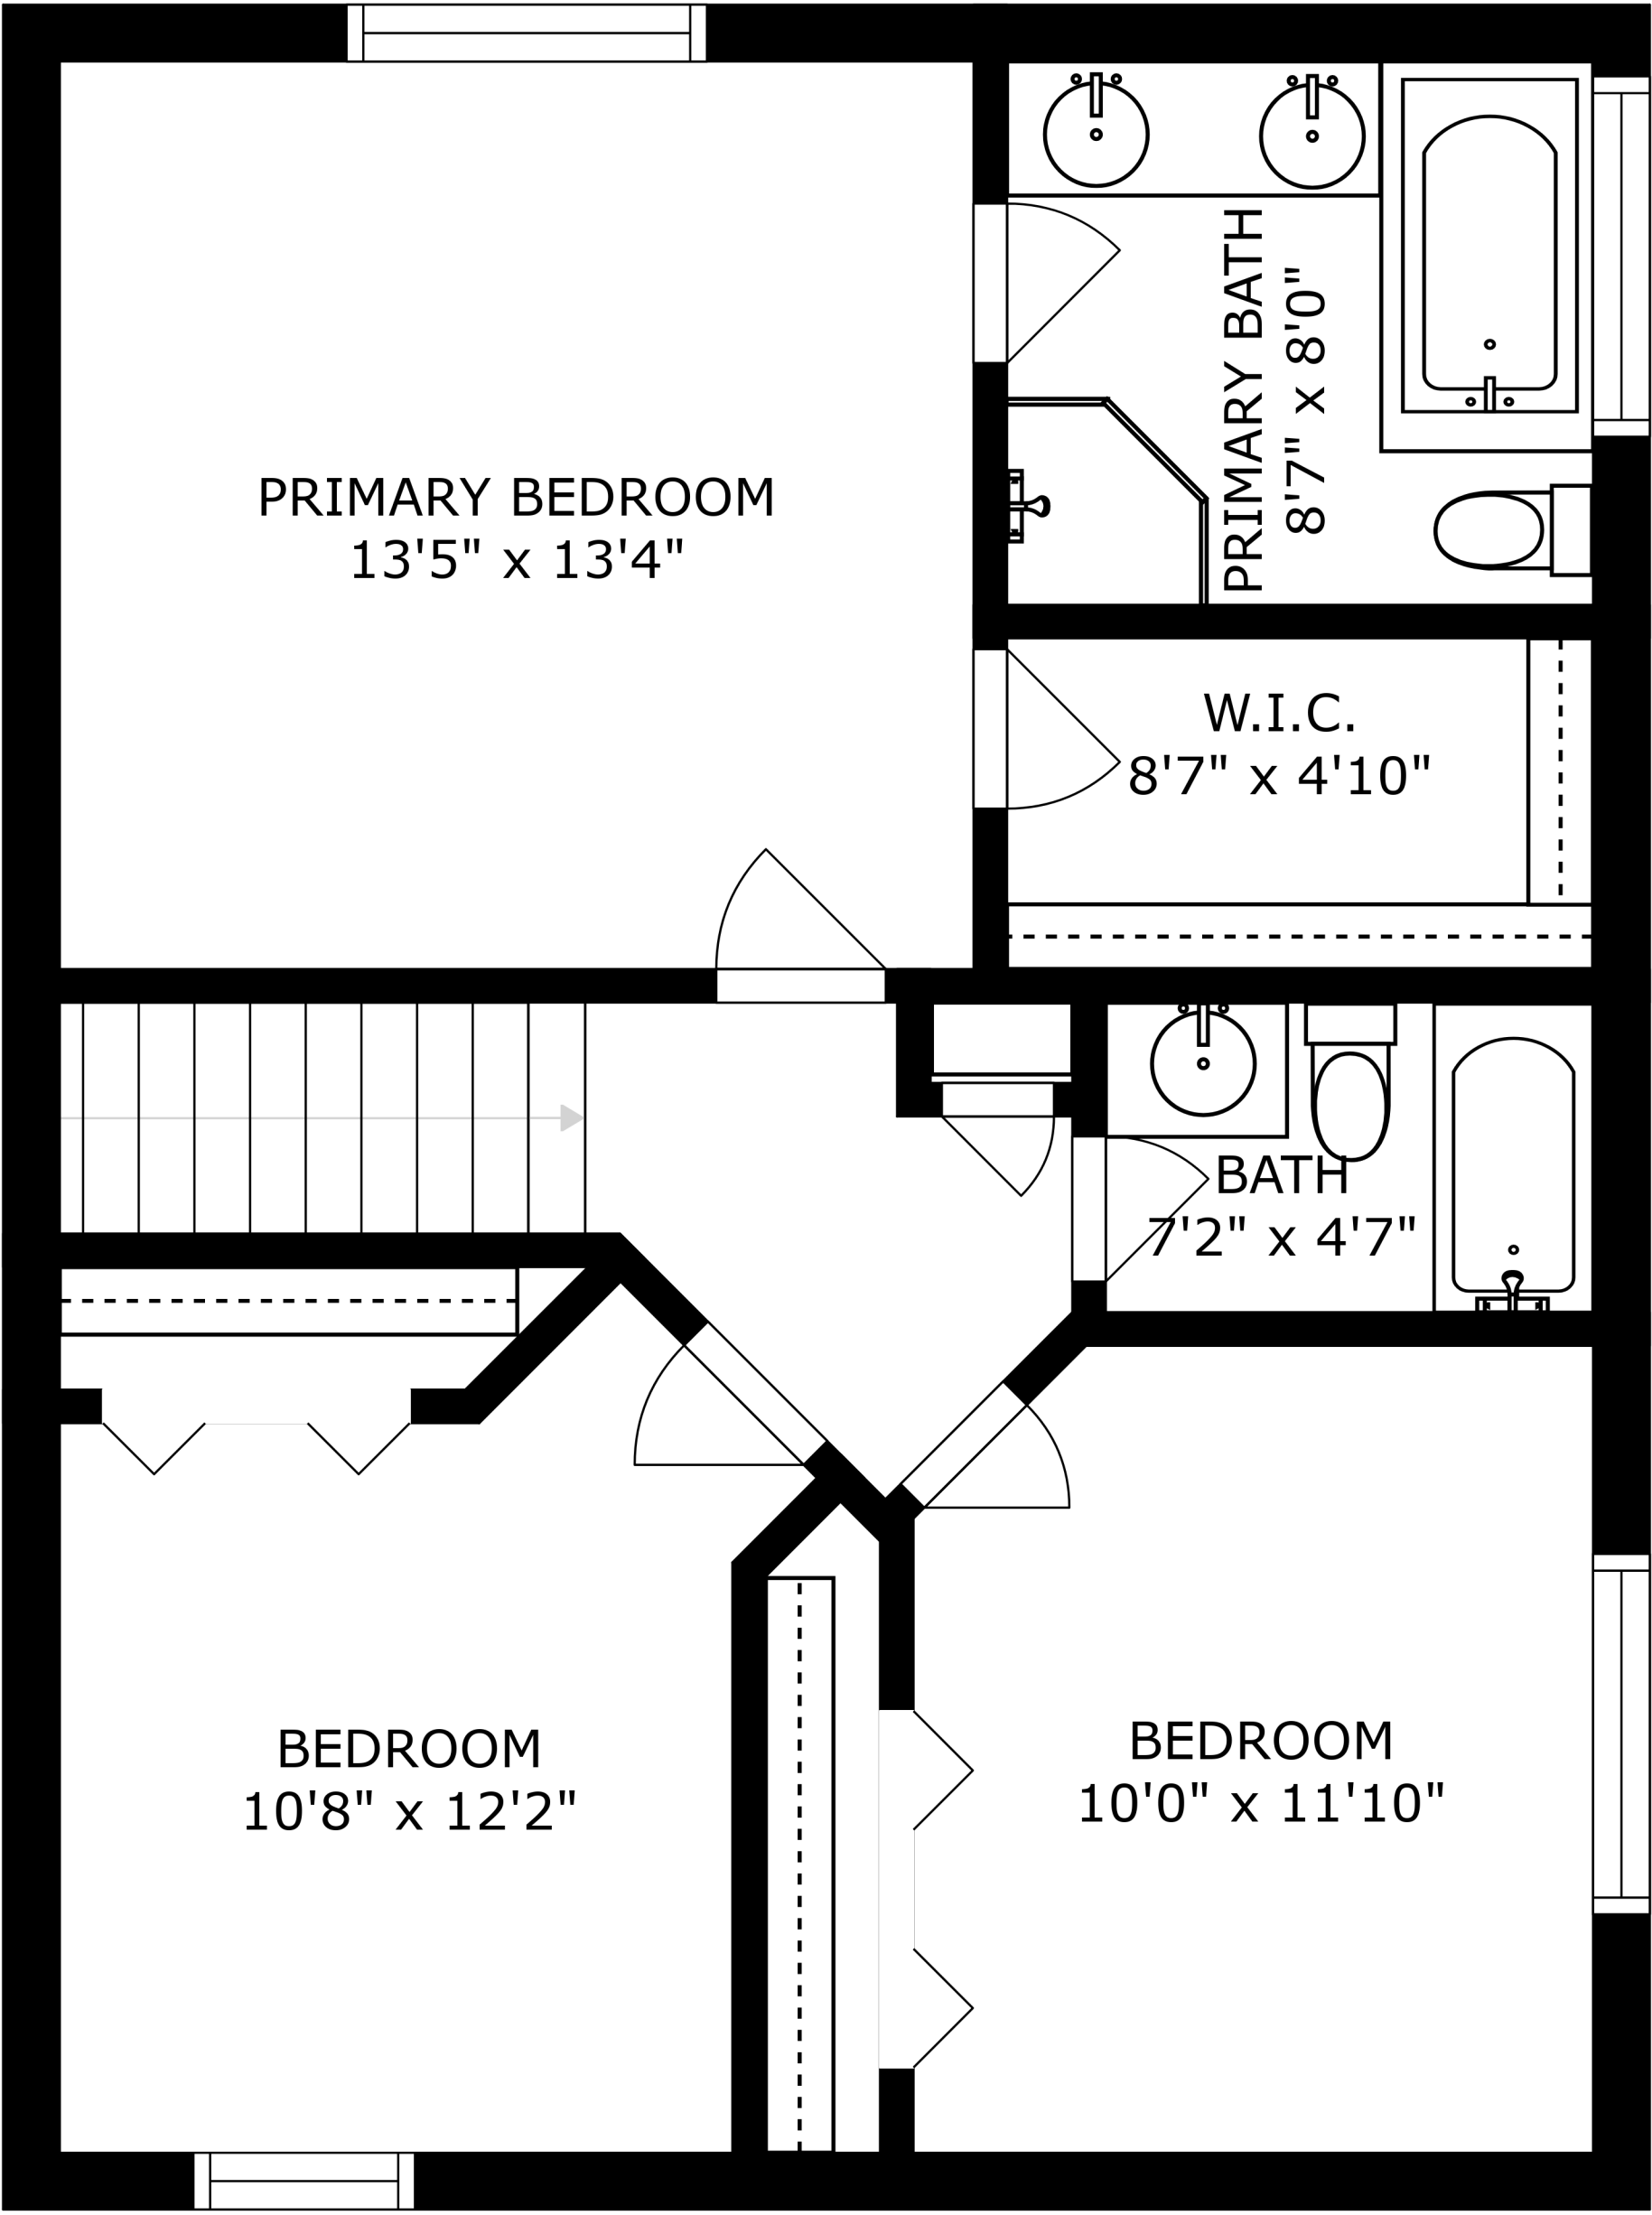 PRIMARY BEDROOM
13'5" x 13'4"
PRIMARY BATH
8'7" x 8'0"
W.I.C.
8'7" x 4'10"
BATH
7'2" x 4'7"
BEDROOM
10'8" x 12'2"
BEDROOM
10'0" x 11'10"